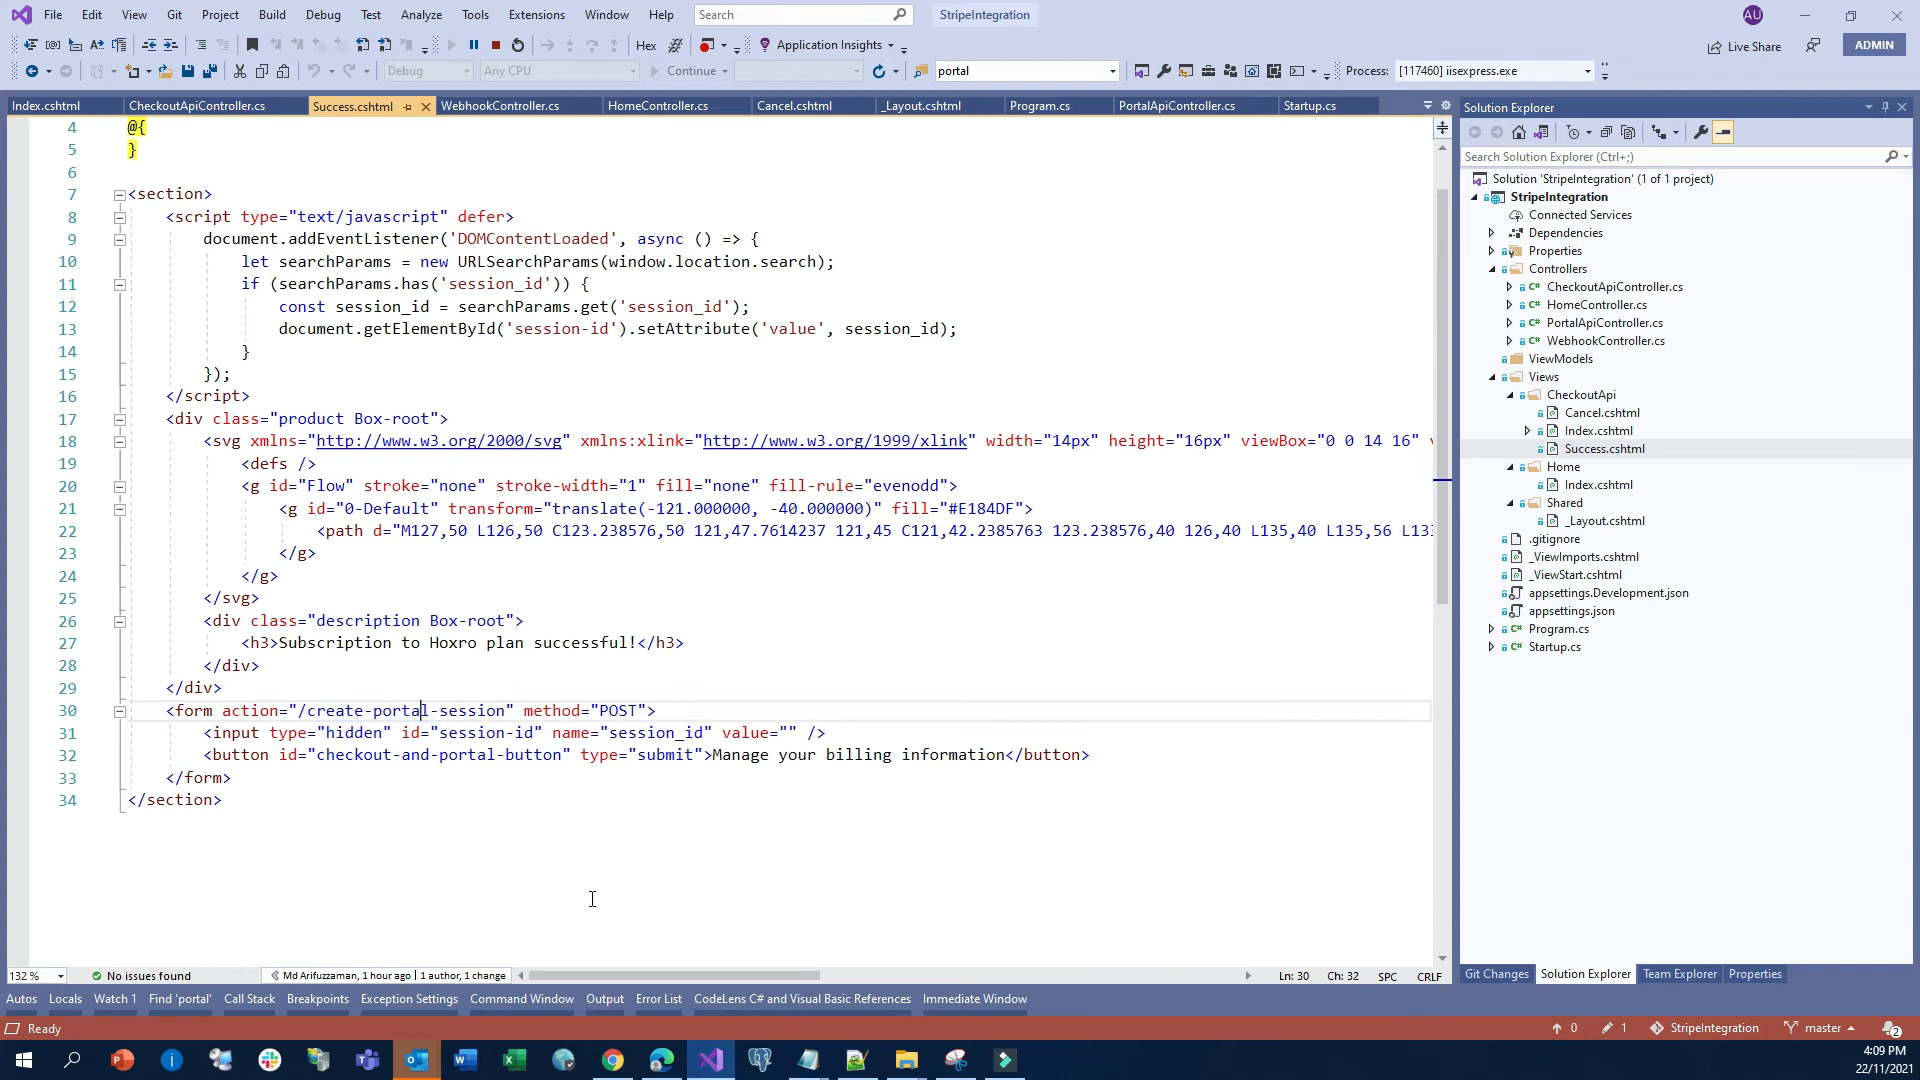 File Edit View Git Project Build Debug Test Analyze Tools Extensions Window Help Search StripeIntegration AU
Hex Application Insights Live Share ADMIN
Debug Any CPU Continue portal Process: [117460] iisexpress.exe
Index.cshtml CheckoutApiController.cs Success.cshtml WebhookController.cs HomeController.cs Cancel.cshtml _Layout.cshtml Program.cs PortalApiController.cs Startup.cs
4 @{
5 }
6
7 <section>
8 <script type="text/javascript" defer>
9 document.addEventListener('DOMContentLoaded', async () => {
10 let searchParams = new URLSearchParams(window.location.search);
11 if (searchParams.has('session_id')) {
12 const session_id = searchParams.get('session_id');
13 document.getElementById('session-id').setAttribute('value', session_id);
14 }
15 });
16 </script>
17 <div class="product Box-root">
18 <svg xmlns="http://www.w3.org/2000/svg" xmlns:xlink="http://www.w3.org/1999/xlink" width="14px" height="16px" viewBox="0 0 14 16"
19 <defs />
20 <g id="Flow" stroke="none" stroke-width="1" fill="none" fill-rule="evenodd">
21 <g id="0-Default" transform="translate(-121.000000, -40.000000)" fill="#E184DF">
22 <path d="M127,50 L126,50 C123.238576,50 121,47.7614237 121,45 C121,42.2385763 123.238576,40 126,40 L135,40 L135,56 L13
23 </g>
24 </g>
25 </svg>
26 <div class="description Box-root">
27 <h3>Subscription to Hoxro plan successful!</h3>
28 </div>
29 </div>
30 <form action="/create-portal-session" method="POST">
31 <input type="hidden" id="session-id" name="session_id" value="" />
32 <button id="checkout-and-portal-button" type="submit">Manage your billing information</button>
33 </form>
34 </section>
132 % No issues found Md Arifuzzaman, 1 hour ago | 1 author, 1 change Ln: 30 Ch: 32 SPC CRLF
Solution Explorer
Search Solution Explorer (Ctrl+;)
Solution 'StripeIntegration' (1 of 1 project)
StripeIntegration
Connected Services
Dependencies
Properties
Controllers
CheckoutApiController.cs
HomeController.cs
PortalApiController.cs
WebhookController.cs
ViewModels
Views
CheckoutApi
Cancel.cshtml
Index.cshtml
Success.cshtml
Home
Index.cshtml
Shared
_Layout.cshtml
.gitignore
_ViewImports.cshtml
_ViewStart.cshtml
appsettings.Development.json
appsettings.json
Program.cs
Startup.cs
Git Changes Solution Explorer Team Explorer Properties
Autos Locals Watch 1 Find 'portal' Call Stack Breakpoints Exception Settings Command Window Output Error List CodeLens C# and Visual Basic References Immediate Window
Ready 0 1 StripeIntegration master 2
4:09 PM
22/11/2021